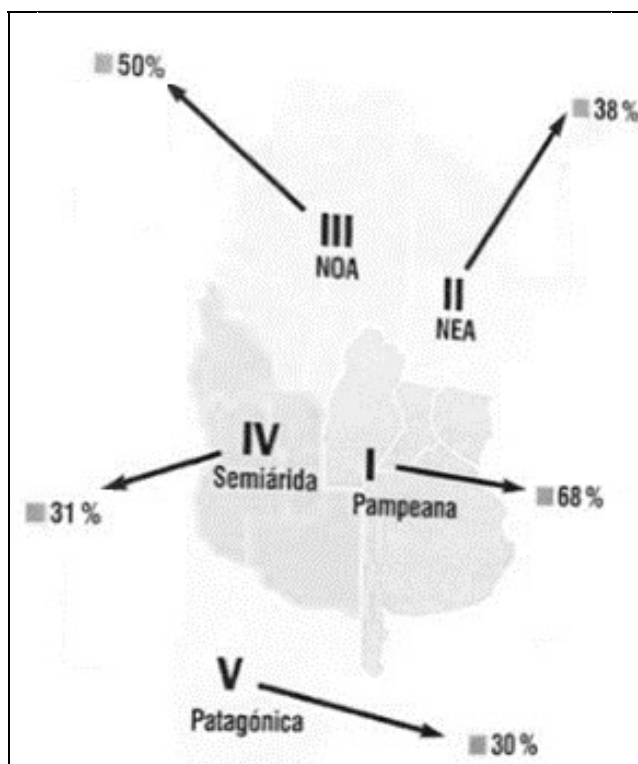 50%
38%
III
NOA
II
NEA
IV
Semiárida
I
Pampeana
31 %
68%
V
Patagónica
30%